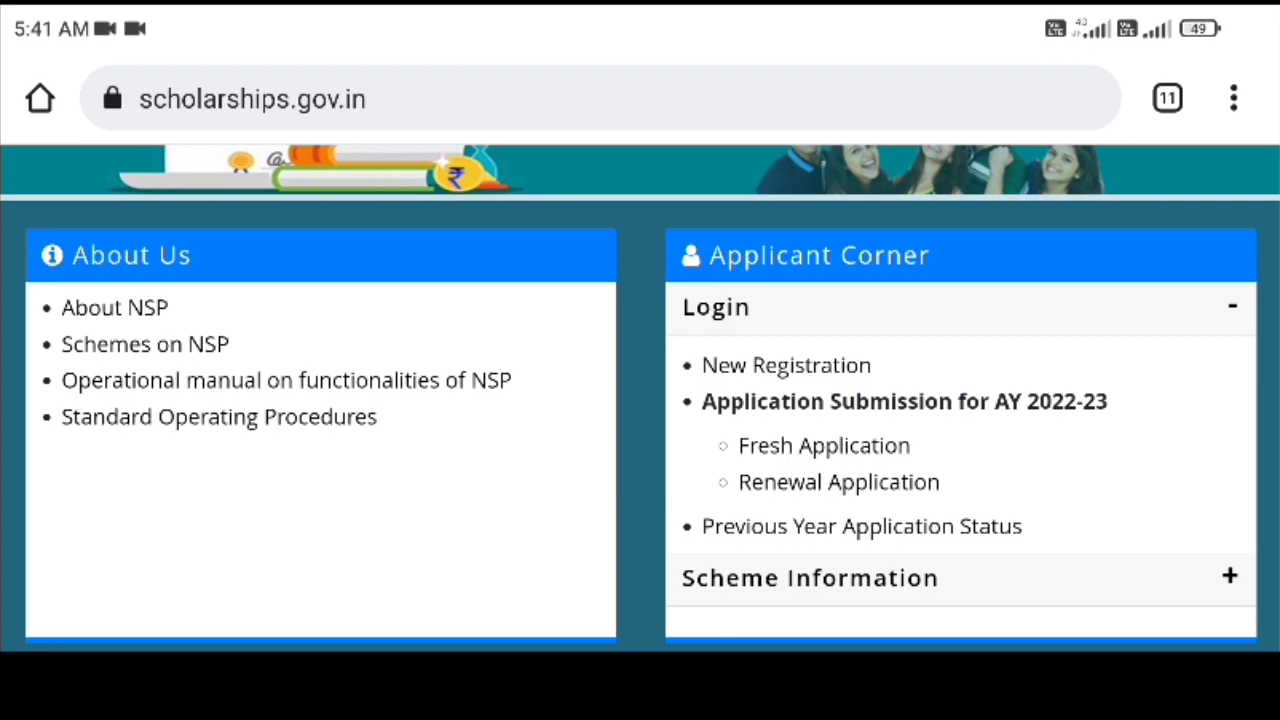 5:41 AM
4G
49
scholarships.gov.in
11
₹
About Us
About NSP
Schemes on NSP
Operational manual on functionalities of NSP
Standard Operating Procedures
Applicant Corner
Login -
New Registration
Application Submission for AY 2022-23
Fresh Application
Renewal Application
Previous Year Application Status
Scheme Information +